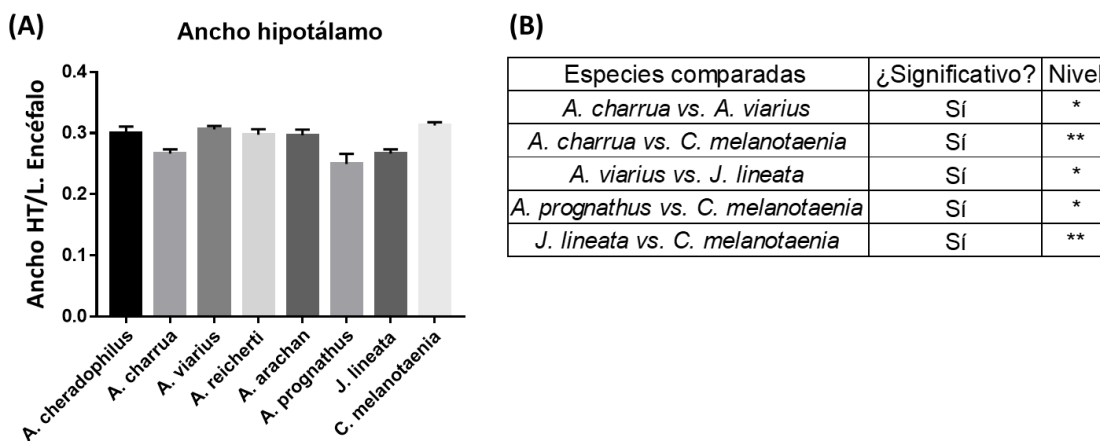 (A)
Ancho hipotálamo
Ancho HT/L. Encéfalo
0.4
0.3
0.2
0.1
0.0
A. cheradophilus
A. charrua
A. viarius
A. reicherti
A. arachan
A. prognathus
J. lineata
C. melanotaenia
(B)
Especies comparadas ¿Significativo? Nivel
A. charrua vs. A. viarius Sí *
A. charrua vs. C. melanotaenia Sí **
A. viarius vs. J. lineata Sí *
A. prognathus vs. C. melanotaenia Sí *
J. lineata vs. C. melanotaenia Sí **